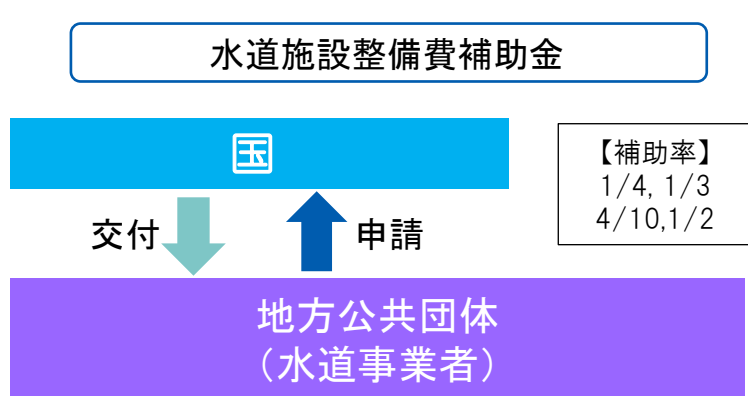 水道施設整備費補助金
国
【補助率】
1/4, 1/3
4/10,1/2
交付
申請
地方公共団体
（水道事業者）